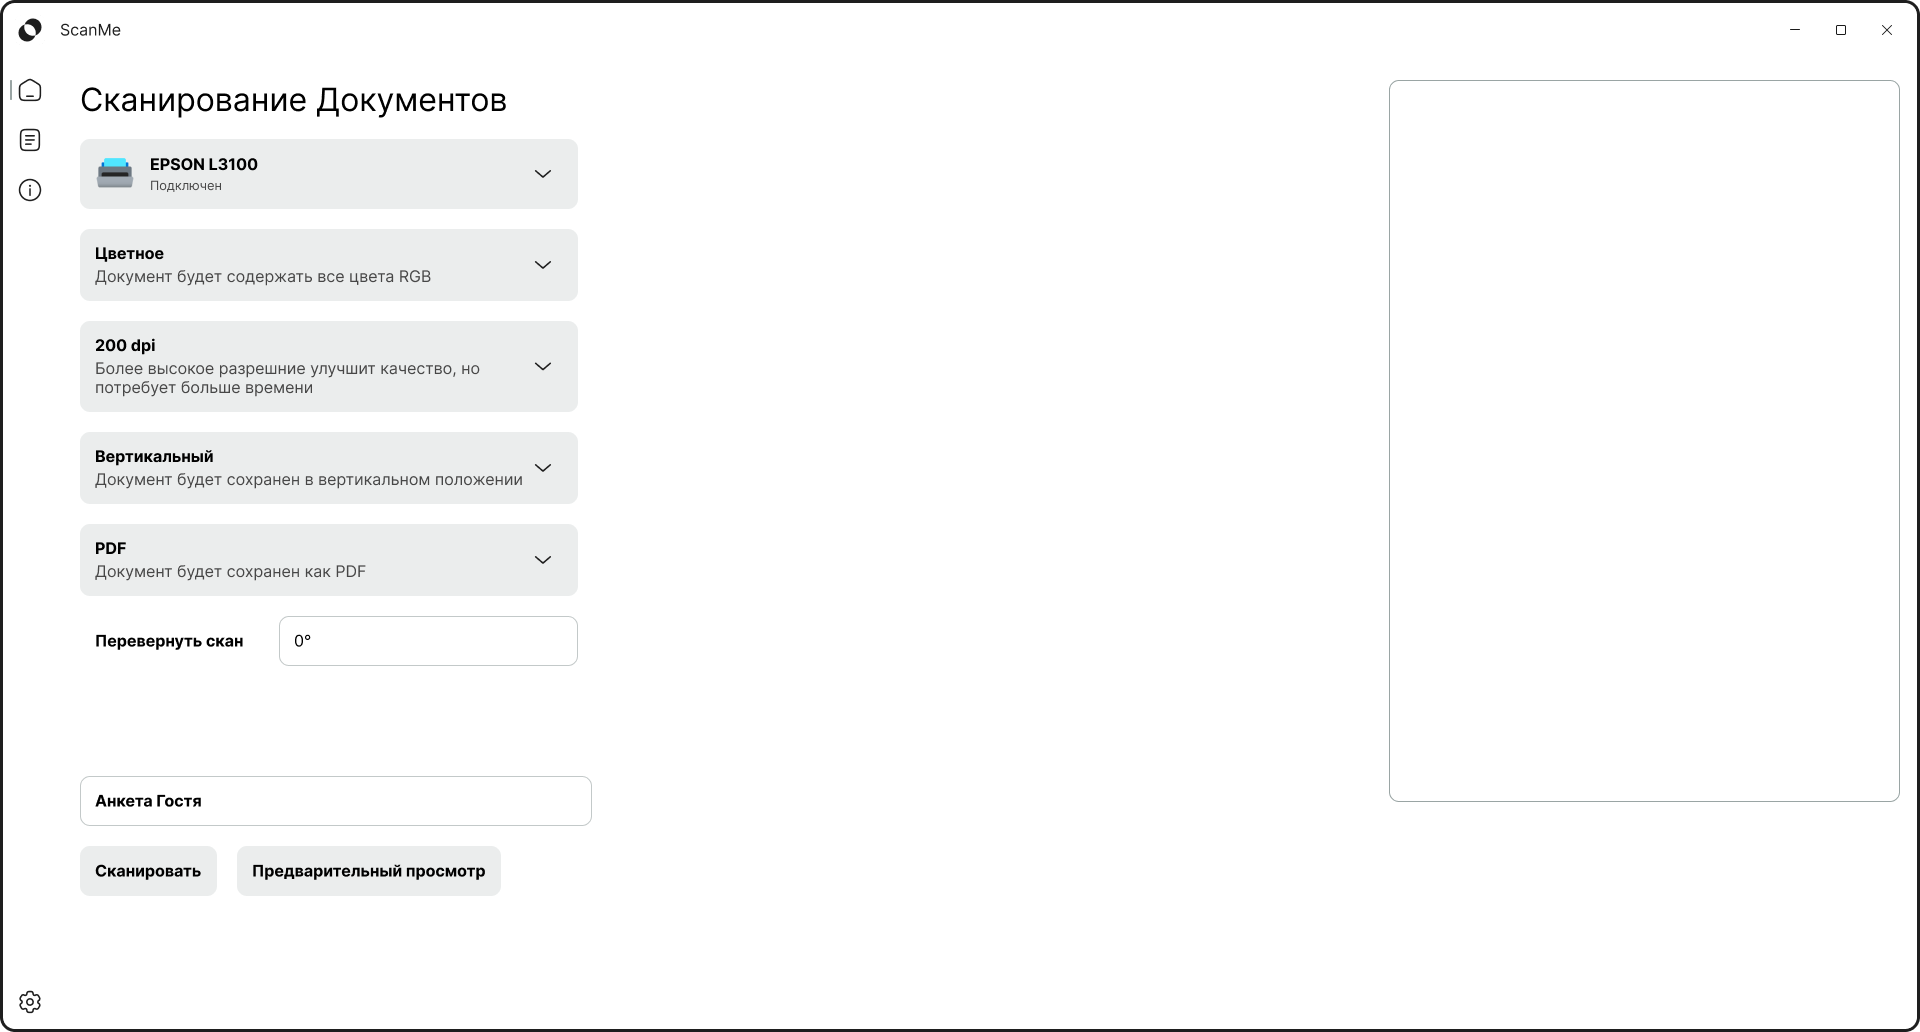 ScanMe
Сканирование Документов
EPSON L3100
Подключен
Цветное
Документ будет содержать все цвета RGB
200 dpi
Более высокое разрешние улучшит качество, но
потребует больше времени
Вертикальный
Документ будет сохранен в вертикальном положении
PDF
Документ будет сохранен как PDF
Перевернуть скан
0°
Анкета Гостя
Сканировать
Предварительный просмотр